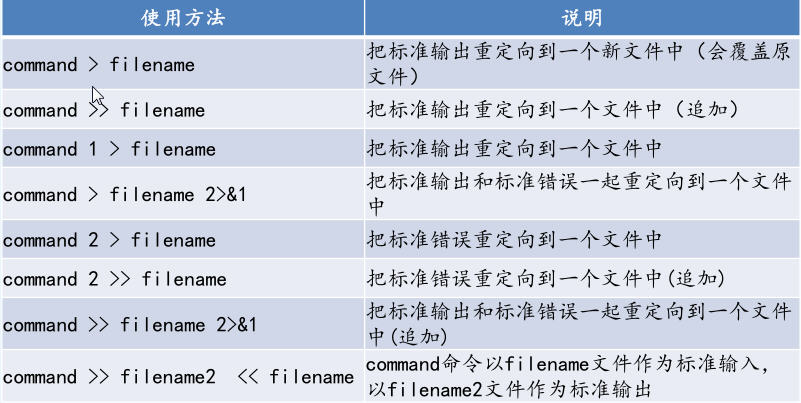 使用方法 说明
command > filename 把标准输出重定向到一个新文件中（会覆盖原
文件）
command >> filename 把标准输出重定向到一个文件中（追加）
command 1 > filename 把标准输出重定向到一个文件中
command > filename 2>&1 把标准输出和标准错误一起重定向到一个文件
中
command 2 > filename 把标准错误重定向到一个文件中
command 2 >> filename 把标准错误重定向到一个文件中(追加)
command >> filename 2>&1 把标准输出和标准错误一起重定向到一个文件
中(追加)
command >> filename2 << filename command命令以filename文件作为标准输入，
以filename2文件作为标准输出